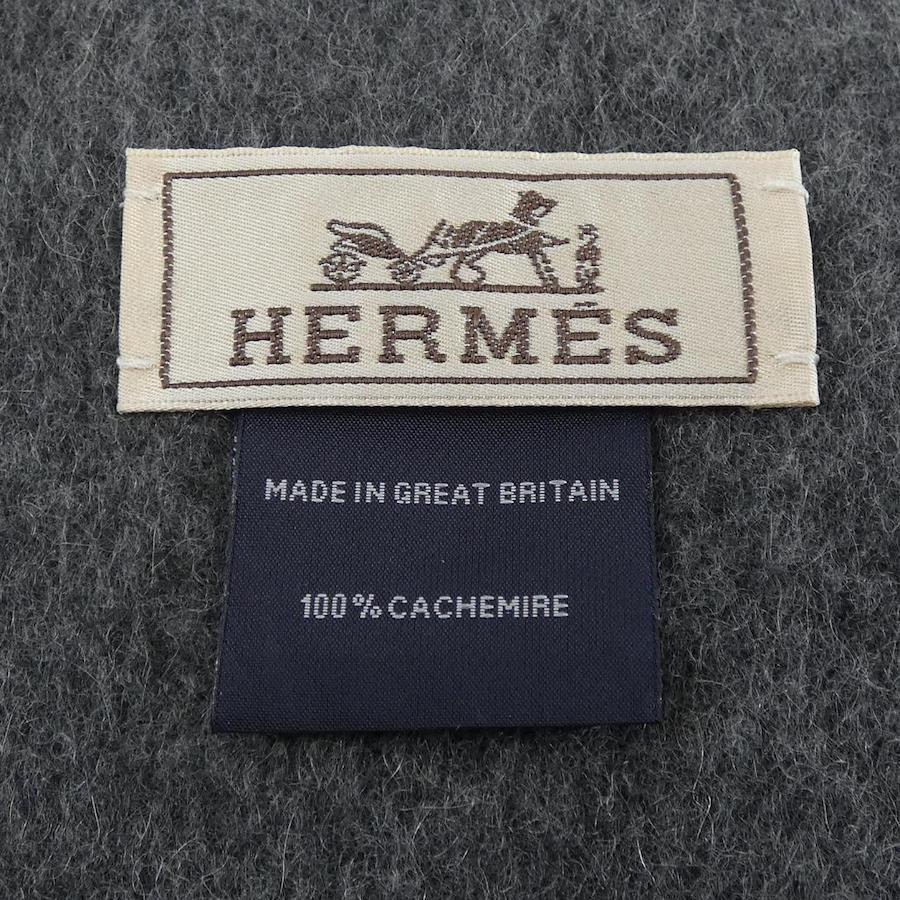 HERMÈS
MADE IN GREAT BRITAIN
100% CACHEMIRE